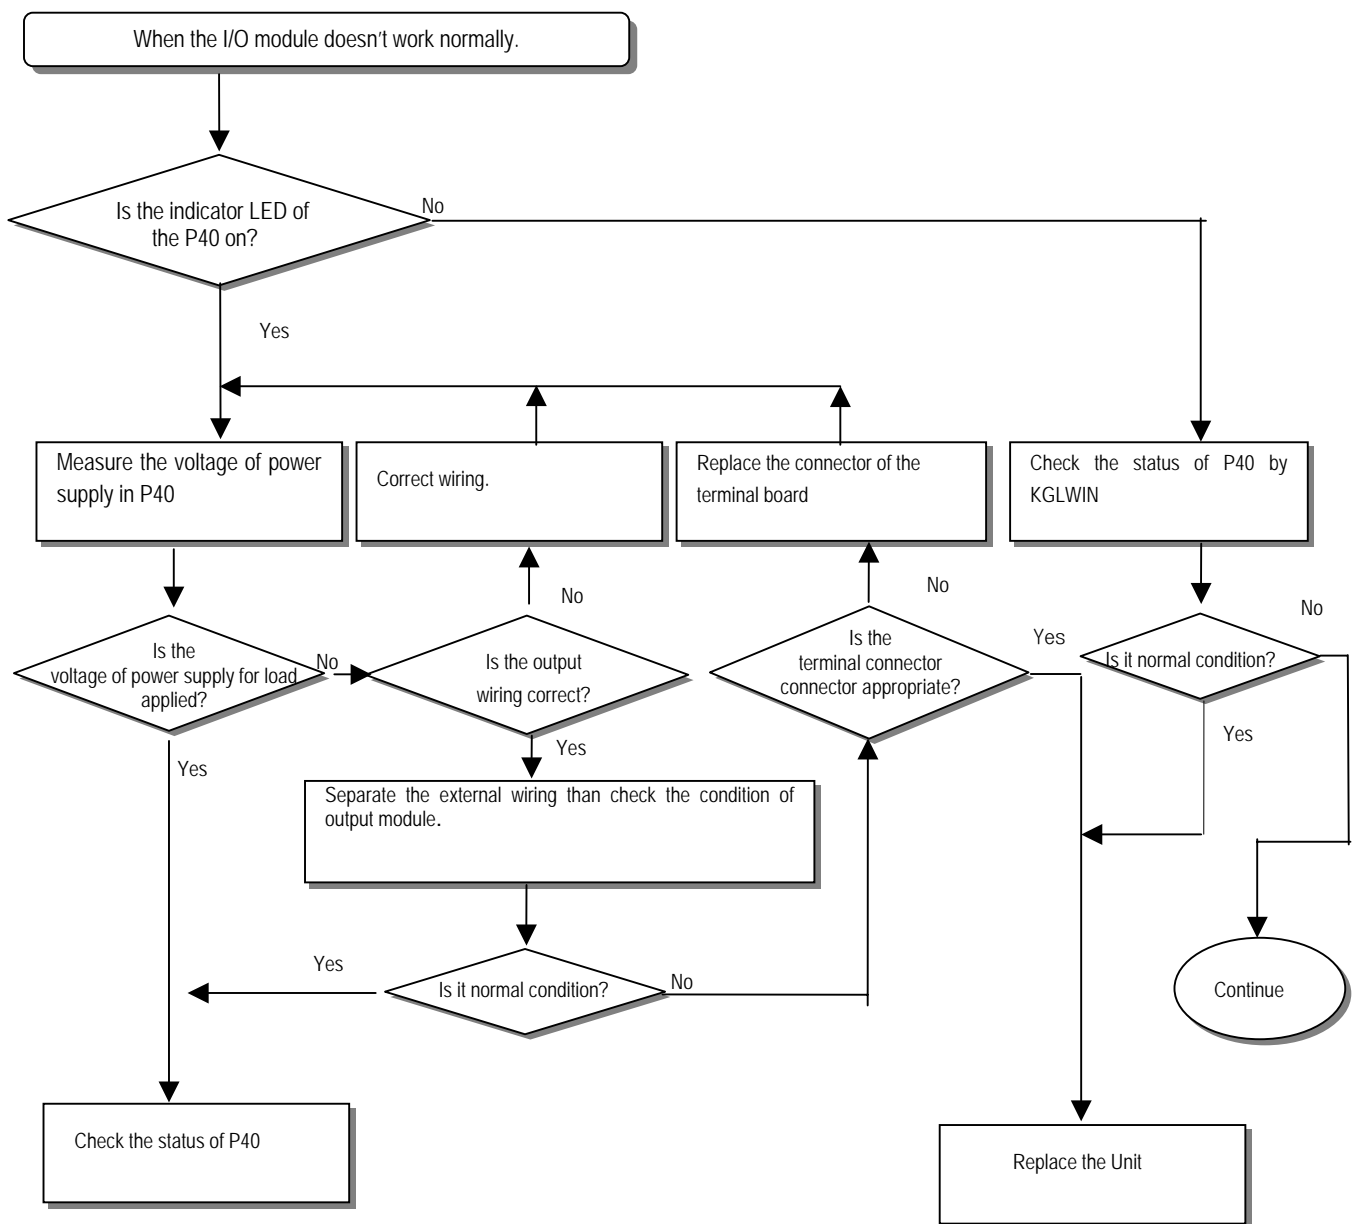 When the I/O module doesn't work normally.
Is the indicator LED of
the P40 on?
No
Yes
Measure the voltage of power
supply in P40
Correct wiring.
Replace the connector of the
terminal board
Check the status of P40 by
KGLWIN
No
No
No
Is the
voltage of power supply for load
applied?
No
Is the output
wiring correct?
Is the
terminal connector
connector appropriate?
Yes
Is it normal condition?
Yes
Yes
Yes
Separate the external wiring than check the condition of
output module.
Yes
Is it normal condition?
No
Continue
Check the status of P40
Replace the Unit